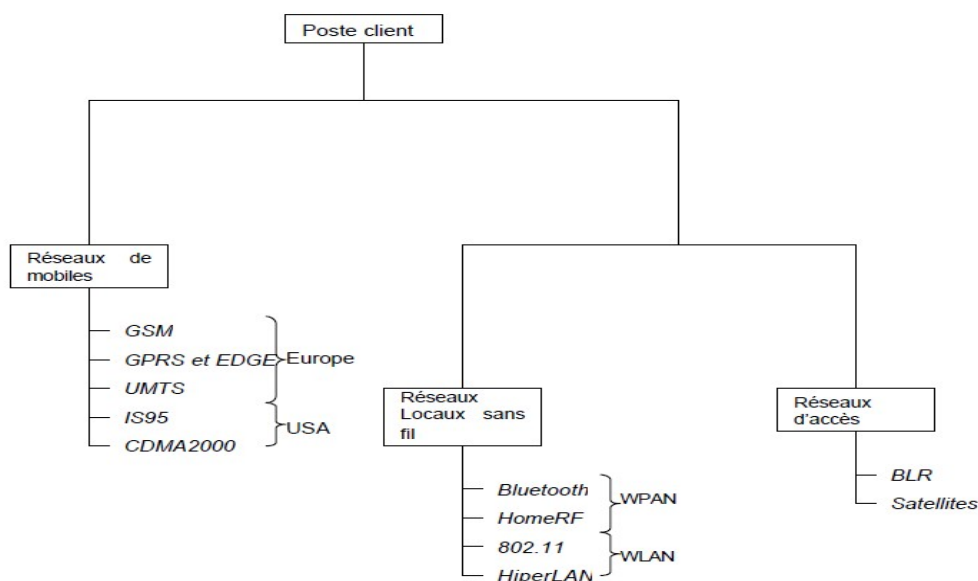 Poste client
Réseaux de
mobiles
GSM
GPRS et EDGE
UMTS
IS95
CDMA2000
Europe
USA
Réseaux
Locaux sans
fil
Bluetooth
HomeRF
802.11
HiperLAN
WPAN
WLAN
Réseaux
d'accès
BLR
Satellites